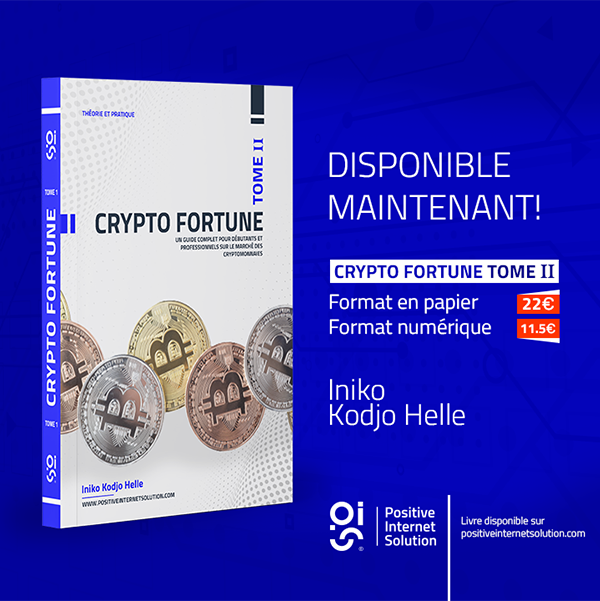 THÉORIE ET PRATIQUE
TOME II
CRYPTO FORTUNE
UN GUIDE COMPLET POUR DÉBUTANTS ET
PROFESSIONNELS SUR LE MARCHÉ DES
CRYPTOMONNAIES
Iniko Kodjo Helle
WWW.POSITIVEINTERNETSOLUTION.COM
TOME 1
CRYPTO FORTUNE
TOME 1
DISPONIBLE
MAINTENANT!
CRYPTO FORTUNE TOME II
Format en papier 22€
Format numérique 11.5€
Iniko
Kodjo Helle
Positive
Internet
Solution
Livre disponible sur
positiveinternetsolution.com